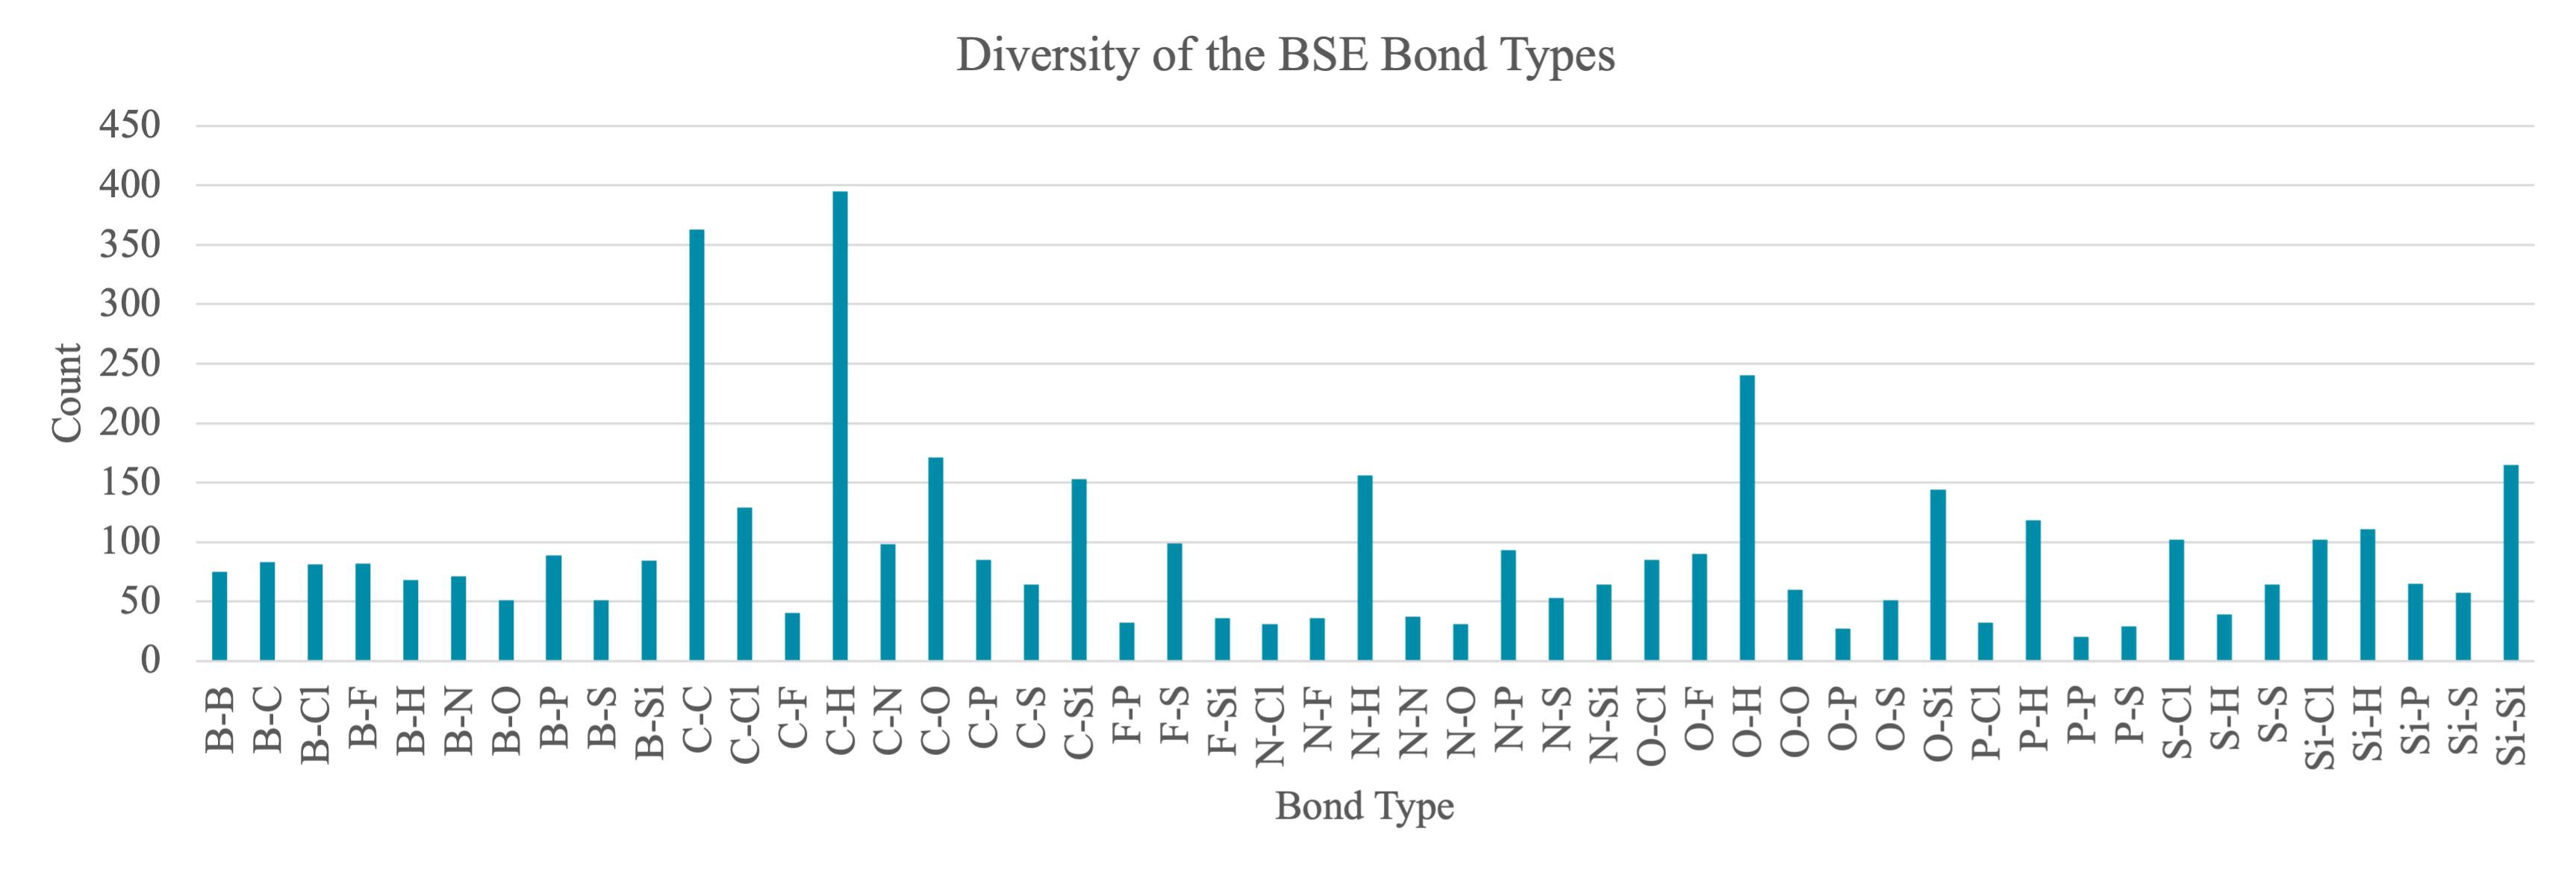 Diversity of the BSE Bond Types
450
400
350
300
250
200
150
100
50
0
Count
B-B
B-C
B-Cl
B-F
B-H
B-N
B-O
B-P
B-S
B-Si
C-C
C-Cl
C-F
C-H
C-N
C-O
C-P
C-S
C-Si
F-P
F-S
F-Si
N-Cl
N-F
N-H
N-N
N-O
N-P
N-S
N-Si
O-Cl
O-F
O-H
O-O
O-P
O-S
O-Si
P-Cl
P-H
P-P
P-S
S-Cl
S-H
S-S
Si-Cl
Si-H
Si-P
Si-S
Si-Si
Bond Type